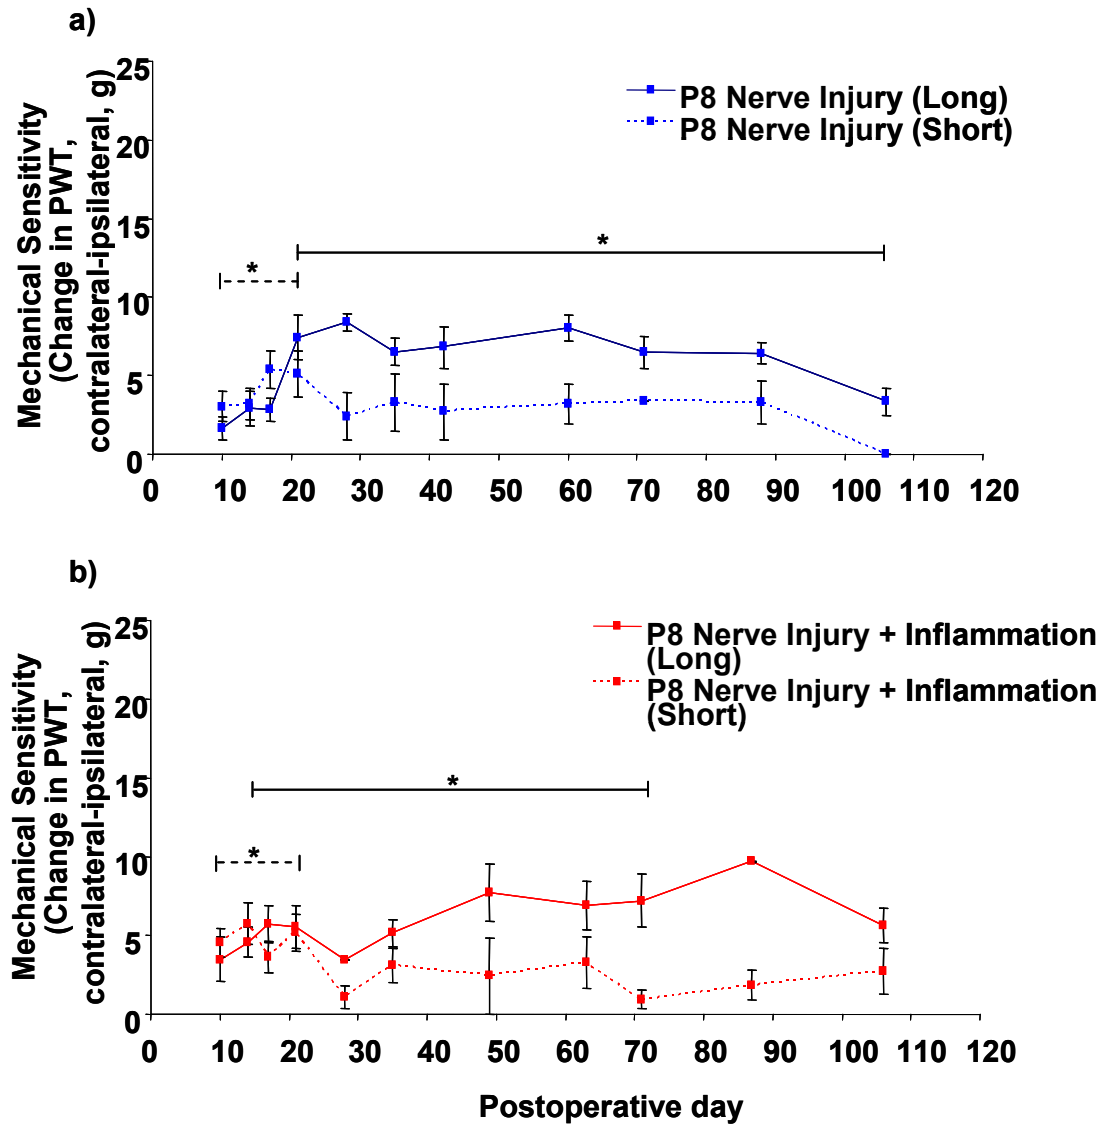 a)
Mechanical Sensitivity
(Change in PWT,
contralateral-ipsilateral, g)
25
20
15
10
5
0
P8 Nerve Injury (Long)
P8 Nerve Injury (Short)
*
*
0 10 20 30 40 50 60 70 80 90 100 110 120
b)
Mechanical Sensitivity
(Change in PWT,
contralateral-ipsilateral, g)
25
20
15
10
5
0
P8 Nerve Injury + Inflammation
(Long)
P8 Nerve Injury + Inflammation
(Short)
*
*
0 10 20 30 40 50 60 70 80 90 100 110 120
Postoperative day